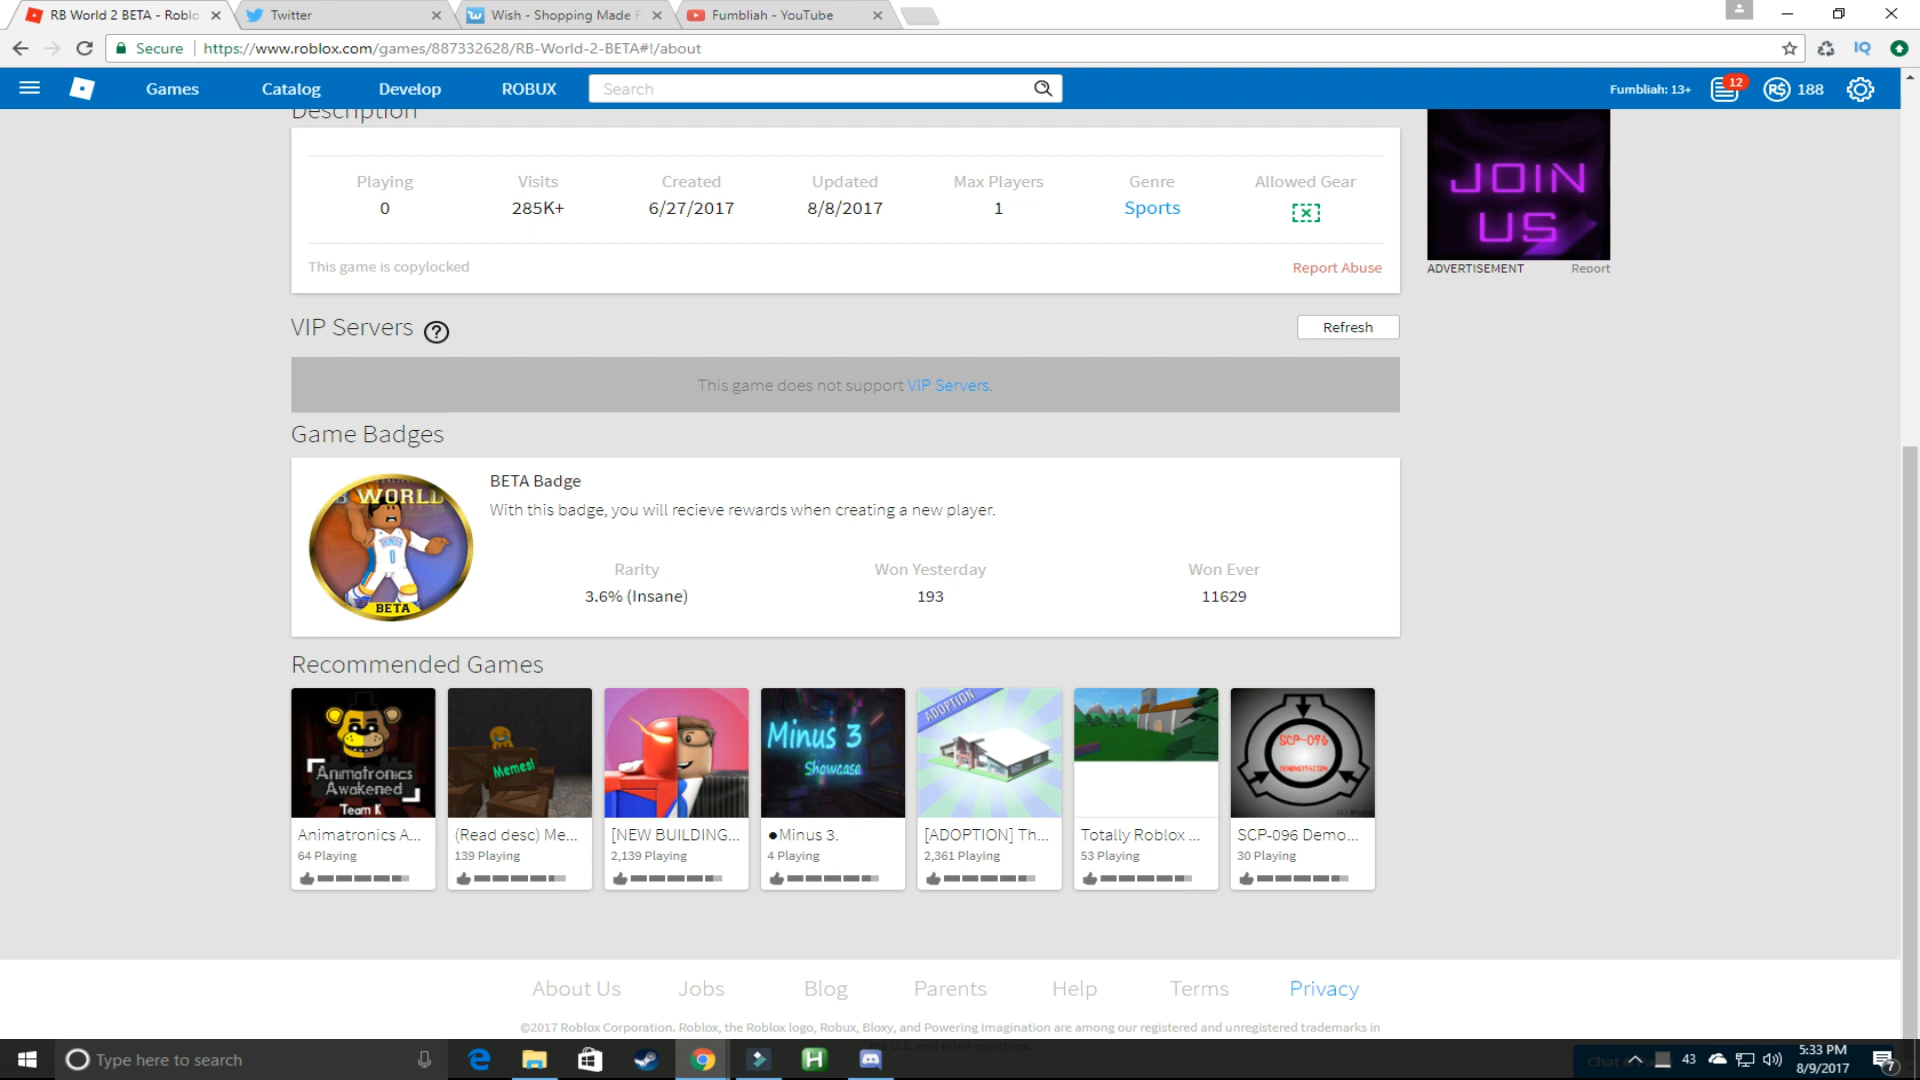 RB World 2 BETA - Roblo
Twitter
Wish - Shopping Made F
Fumbliah - YouTube
Secure
https://www.roblox.com/games/887332628/RB-World-2-BETA#!/about
IQ
Games
Catalog
Develop
ROBUX
Search
Fumbliah: 13+
12
R$
188
Description
JOIN
US
ADVERTISEMENT
Report
Playing
Visits
Created
Updated
Max Players
Genre
Allowed Gear
0
285K+
6/27/2017
8/8/2017
1
Sports
This game is copylocked
Report Abuse
VIP Servers
?
Refresh
This game does not support VIP Servers.
Game Badges
B WORLD
THUNDER
0
BETA
BETA Badge
With this badge, you will recieve rewards when creating a new player.
Rarity
Won Yesterday
Won Ever
3.6% (Insane)
193
11629
Recommended Games
Animatronics
Awakened
Team K
Memes!
Minus 3
Showcase
ADOPTION
SCP-096
DEMONSTRATION
Animatronics A...
(Read desc) Me...
[NEW BUILDING...
●Minus 3.
[ADOPTION] Th...
Totally Roblox ...
SCP-096 Demo...
64 Playing
139 Playing
2,139 Playing
4 Playing
2,361 Playing
53 Playing
30 Playing
About Us
Jobs
Blog
Parents
Help
Terms
Privacy
©2017 Roblox Corporation. Roblox, the Roblox logo, Robux, Bloxy, and Powering Imagination are among our registered and unregistered trademarks in
Type here to search
43
5:33 PM
8/9/2017
7